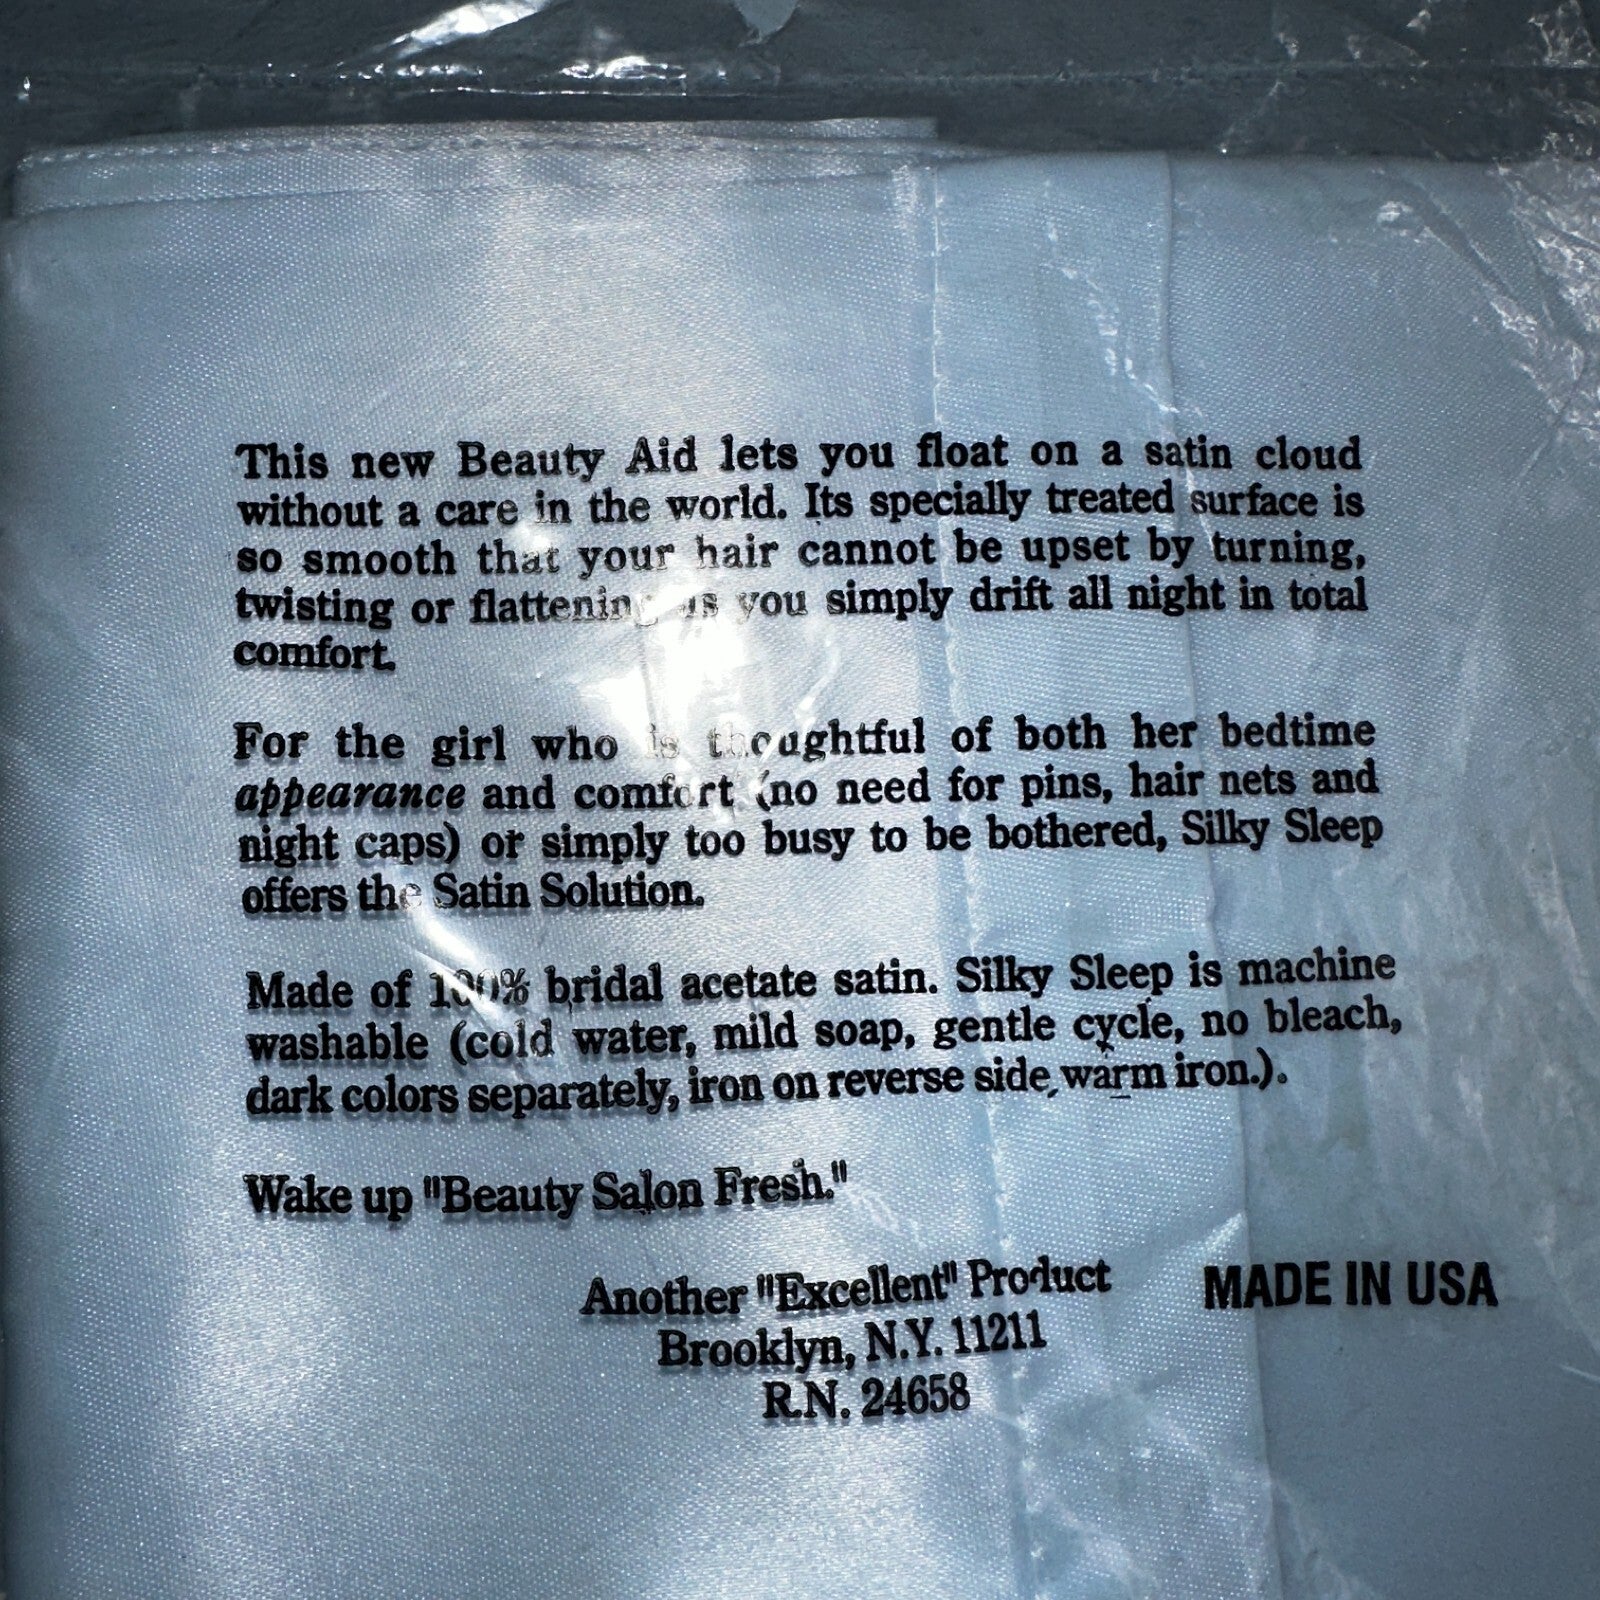 This new Beauty Aid lets you float on a satin cloud
without a care in the world. Its specially treated surface is
so smooth that your hair cannot be upset by turning,
twisting or flattening as you simply drift all night in total
comfort.
For the girl who is thoughtful of both her bedtime
appearance and comfort (no need for pins, hair nets and
night caps) or simply too busy to be bothered, Silky Sleep
offers the Satin Solution.
Made of 100% bridal acetate satin. Silky Sleep is machine
washable (cold water, mild soap, gentle cycle, no bleach,
dark colors separately, iron on reverse side, warm iron.).
Wake up "Beauty Salon Fresh."
Another "Excellent" Product
Brooklyn, N.Y. 11211
R.N. 24658
MADE IN USA